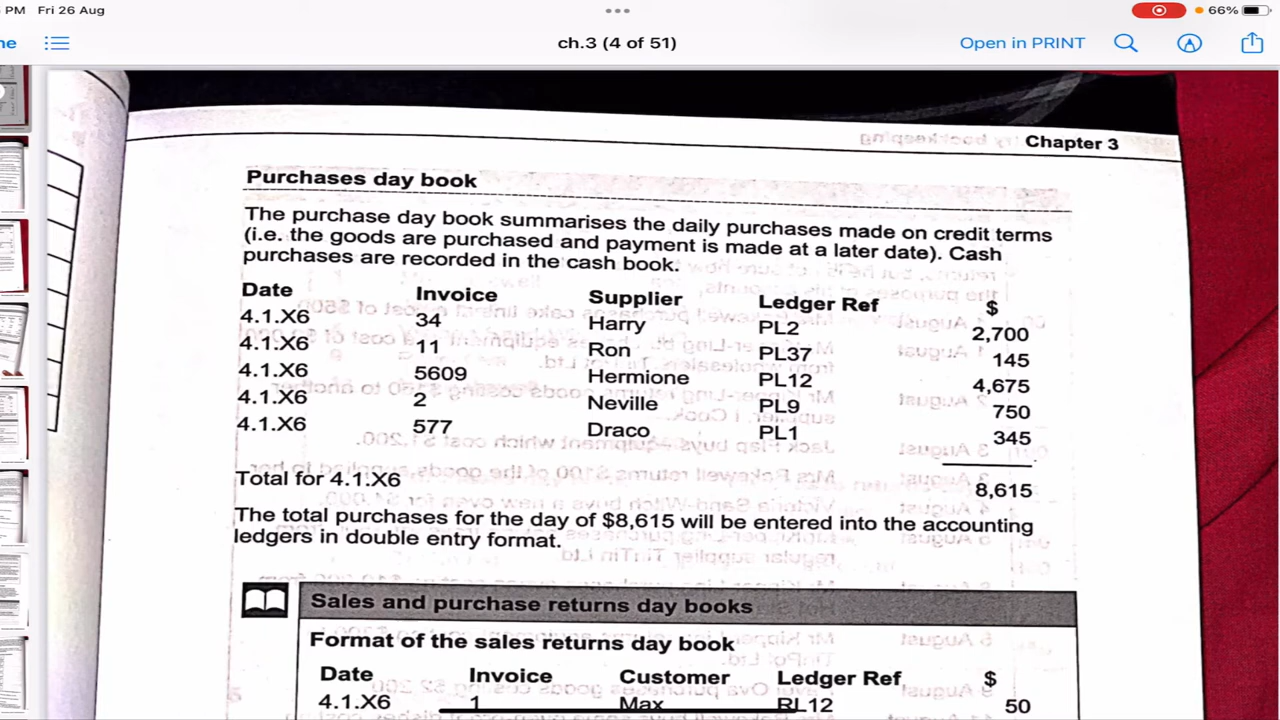 PM Fri 26 Aug
66%
ne
ch.3 (4 of 51)
Open in PRINT
Chapter 3
Purchases day book
The purchase day book summarises the daily purchases made on credit terms
(i.e. the goods are purchased and payment is made at a later date). Cash
purchases are recorded in the cash book.
Date Invoice Supplier Ledger Ref $
4.1.X6 34 Harry PL2 2,700
4.1.X6 11 Ron PL37 145
4.1.X6 5609 Hermione PL12 4,675
4.1.X6 2 Neville PL9 750
4.1.X6 577 Draco PL1 345
Total for 4.1.X6 8,615
The total purchases for the day of $8,615 will be entered into the accounting
ledgers in double entry format.
Sales and purchase returns day books
Format of the sales returns day book
Date Invoice Customer Ledger Ref $
4.1.X6 1 Max RL12 50